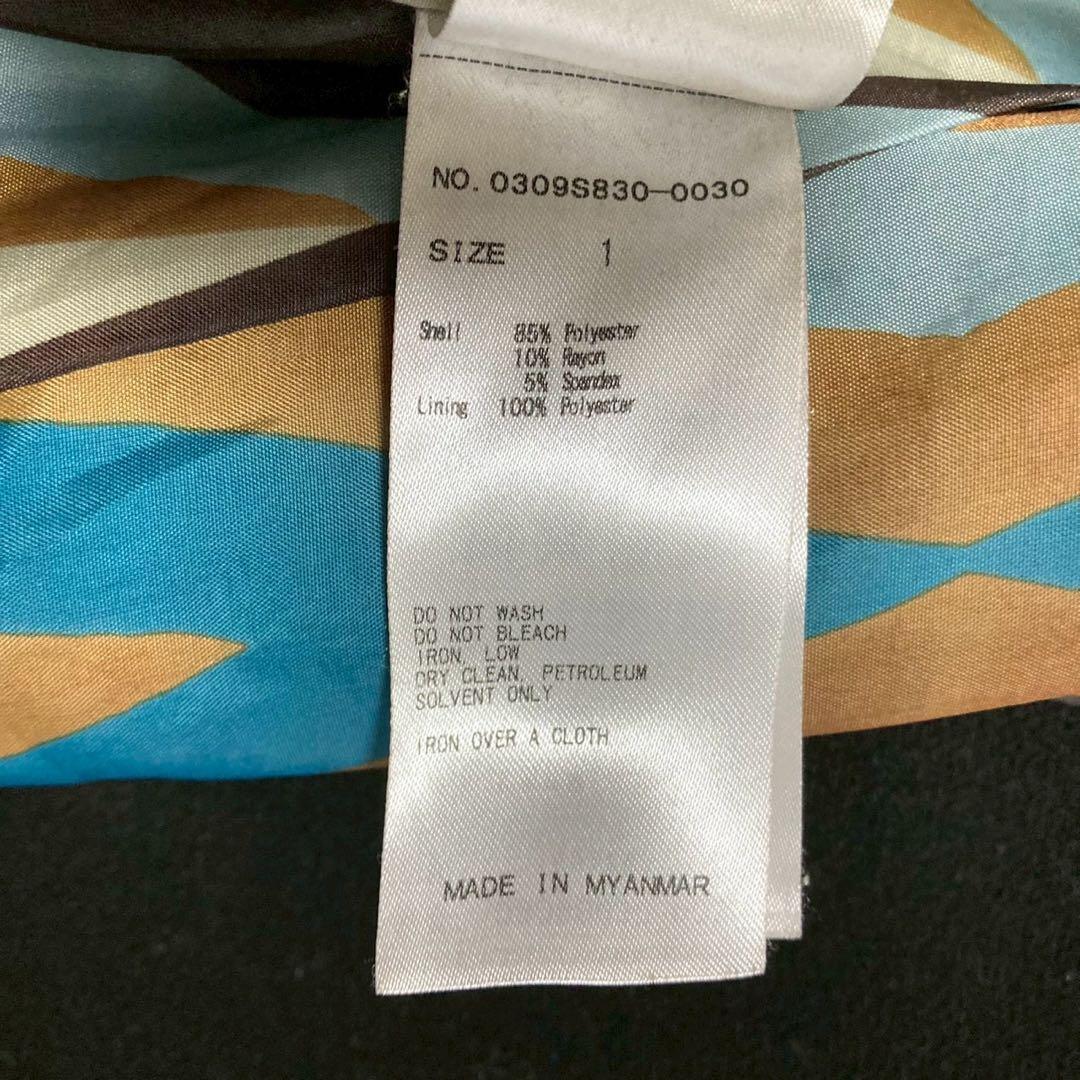 NO. 0309S830-0030
SIZE 1
Shell 85% Polyester
10% Rayon
5% Spandex
Lining 100% Polyester
DO NOT WASH
DO NOT BLEACH
IRON, LOW
DRY CLEAN, PETROLEUM
SOLVENT ONLY
IRON OVER A CLOTH
MADE IN MYANMAR